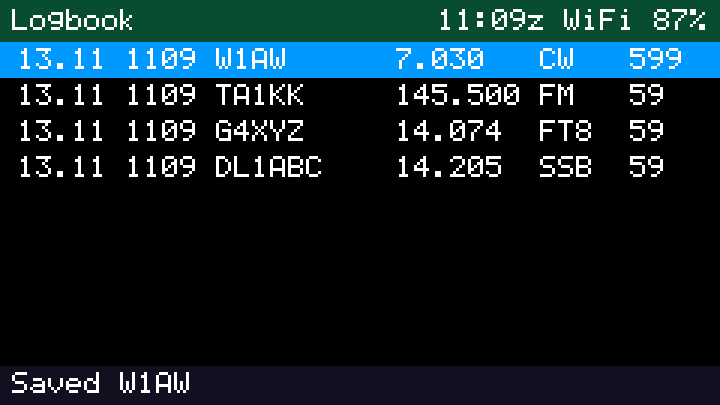 Logbook 11:09z WiFi 87%
13.11 1109 W1AW 7.030 CW 599
13.11 1109 TA1KK 145.500 FM 59
13.11 1109 G4XYZ 14.074 FT8 59
13.11 1109 DL1ABC 14.205 SSB 59
Saved W1AW